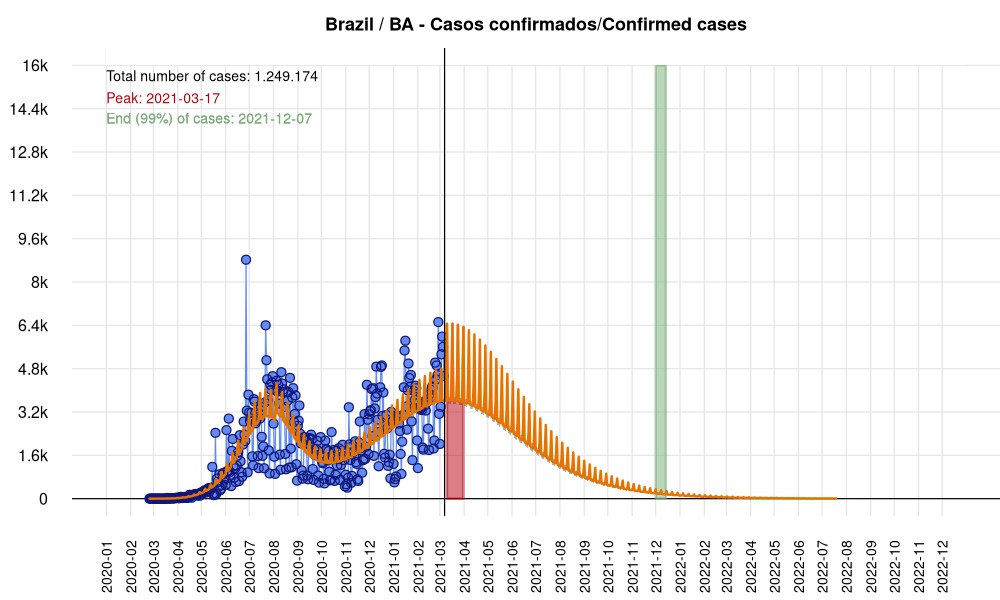 Brazil / BA - Casos confirmados/Confirmed cases
Total number of cases: 1.249.174
Peak: 2021-03-17
End (99%) of cases: 2021-12-07
16k
14.4k
12.8k
11.2k
9.6k
8k
6.4k
4.8k
3.2k
1.6k
0
2020-01
2020-02
2020-03
2020-04
2020-05
2020-06
2020-07
2020-08
2020-09
2020-10
2020-11
2020-12
2021-01
2021-02
2021-03
2021-04
2021-05
2021-06
2021-07
2021-08
2021-09
2021-10
2021-11
2021-12
2022-01
2022-02
2022-03
2022-04
2022-05
2022-06
2022-07
2022-08
2022-09
2022-10
2022-11
2022-12